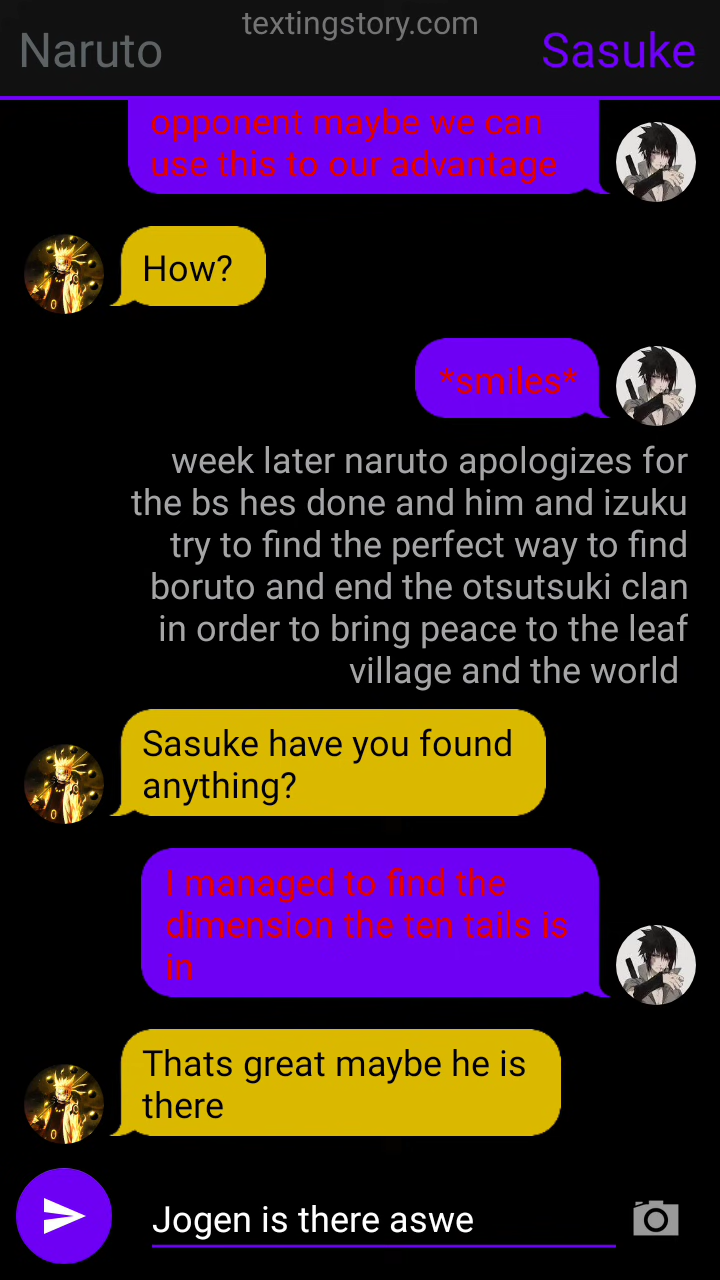 textingstory.com
Naruto
Sasuke
opponent maybe we can
use this to our advantage
How?
*smiles*
week later naruto apologizes for
the bs hes done and him and izuku
try to find the perfect way to find
boruto and end the otsutsuki clan
in order to bring peace to the leaf
village and the world
Sasuke have you found
anything?
I managed to find the
dimension the ten tails is
in
Thats great maybe he is
there
Jogen is there aswe